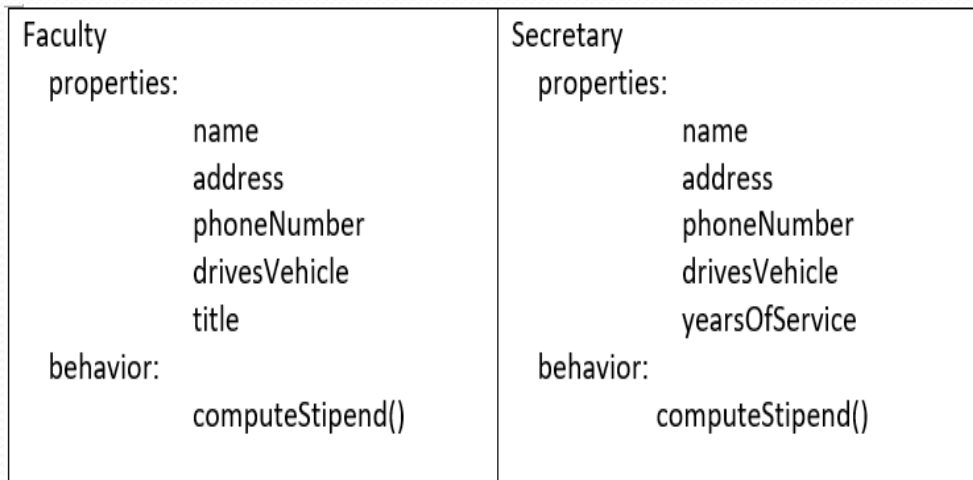 Faculty
properties:
name
address
phoneNumber
drivesVehicle
title
behavior:
computeStipend()
Secretary
properties:
name
address
phoneNumber
drivesVehicle
yearsOfService
behavior:
computeStipend()